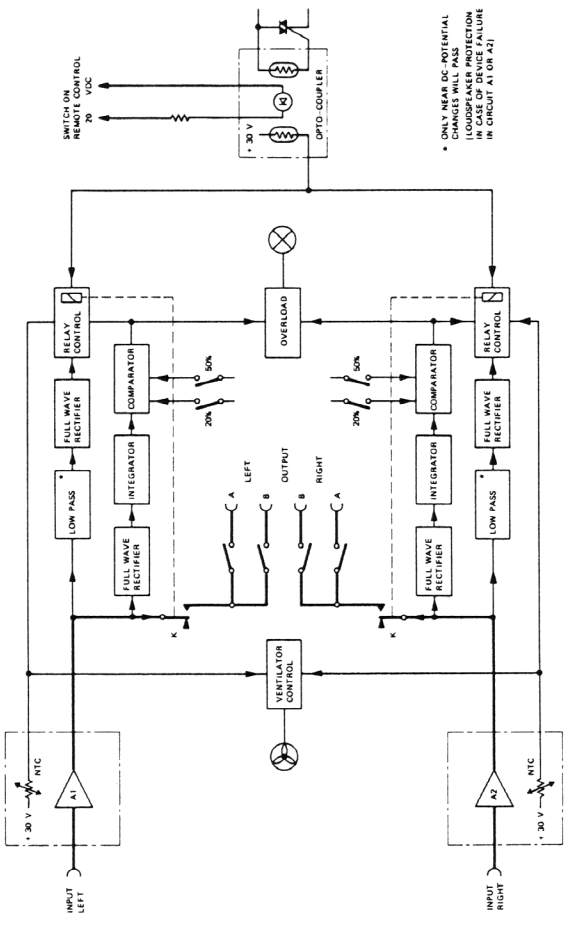 INPUT
LEFT
+ 30 V
NTC
A1
LOW PASS
*
FULL WAVE
RECTIFIER
RELAY
CONTROL
FULL WAVE
RECTIFIER
INTEGRATOR
COMPARATOR
20%
50%
K
A
LEFT
B
OUTPUT
B
RIGHT
A
VENTILATOR
CONTROL
OVERLOAD
K
20%
50%
FULL WAVE
RECTIFIER
INTEGRATOR
COMPARATOR
LOW PASS
*
FULL WAVE
RECTIFIER
RELAY
CONTROL
INPUT
RIGHT
A2
+ 30 V
NTC
SWITCH ON
REMOTE CONTROL
20 VDC
+ 30 V
OPTO-COUPLER
* ONLY NEAR DC-POTENTIAL
CHANGES WILL PASS
(LOUDSPEAKER PROTECTION
IN CASE OF DEVICE FAILURE
IN CIRCUIT A1 OR A2)